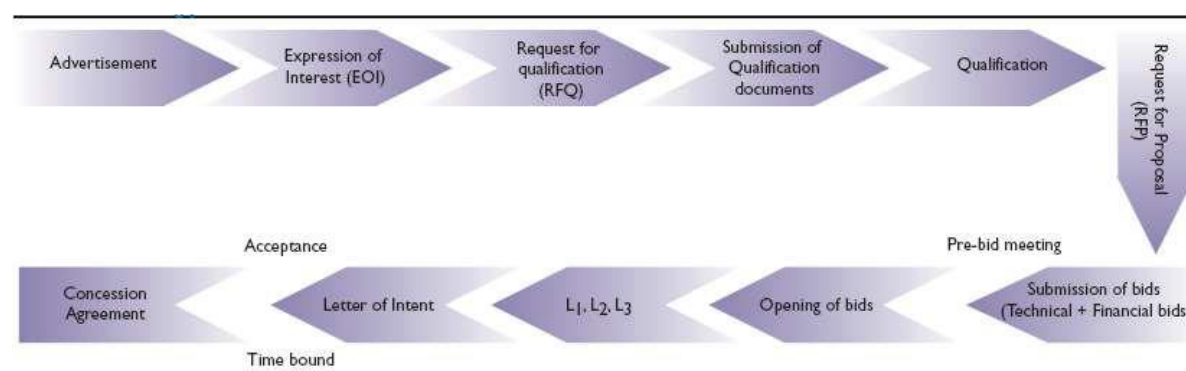 Advertisement
Expression of
Interest (EOI)
Request for
qualification
(RFQ)
Submission of
Qualification
documents
Qualification
Request for Proposal
(RFP)
Pre-bid meeting
Submission of bids
(Technical + Financial bids
Opening of bids
L1, L2, L3
Letter of Intent
Acceptance
Time bound
Concession
Agreement